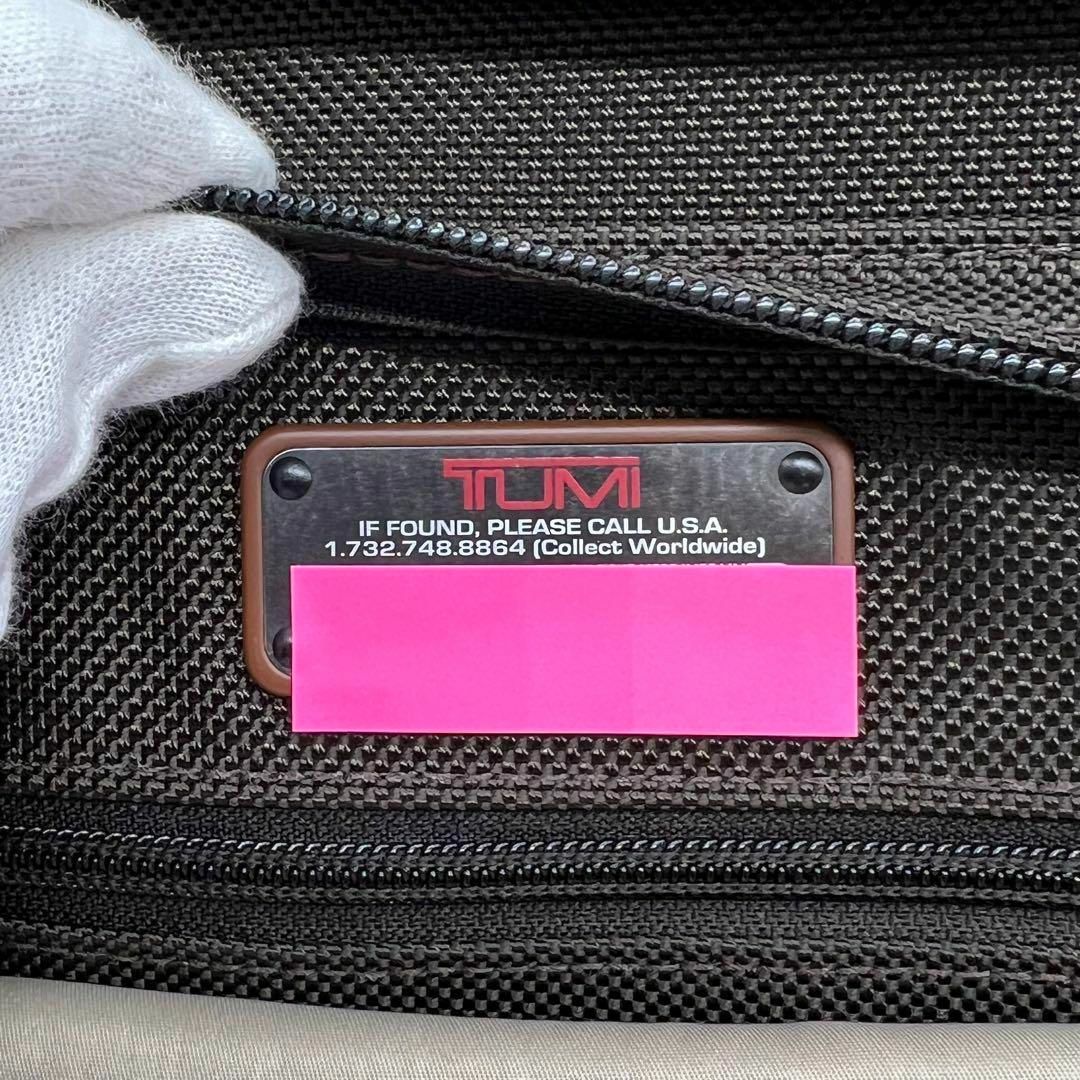 TUMI
IF FOUND, PLEASE CALL U.S.A.
1.732.748.8864 (Collect Worldwide)